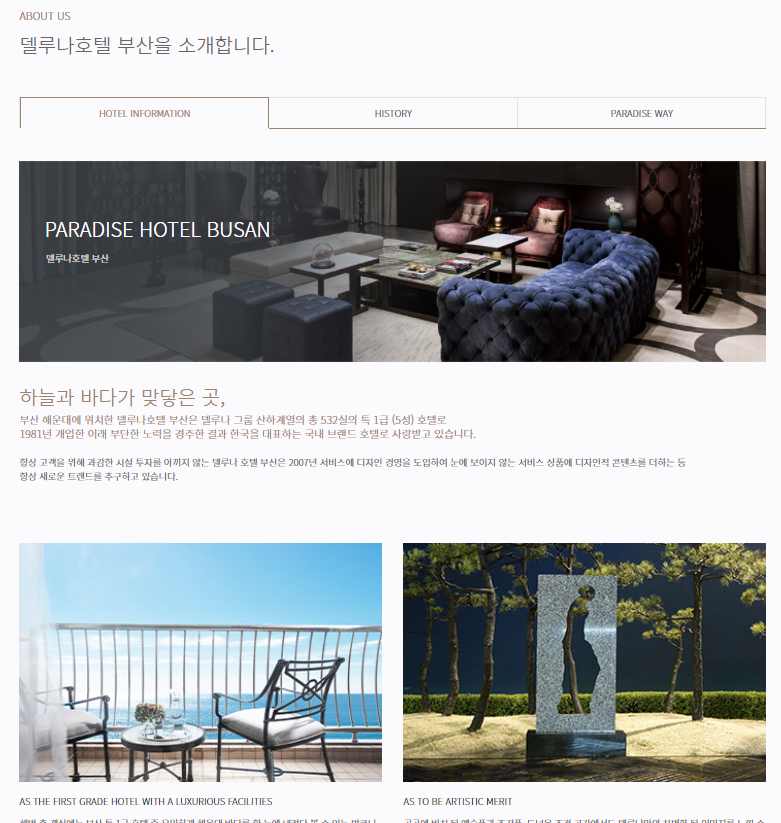 ABOUT US
델루나호텔 부산을 소개합니다.
HOTEL INFORMATION
HISTORY
PARADISE WAY
PARADISE HOTEL BUSAN
델루나호텔 부산
하늘과 바다가 맞닿은 곳,
부산 해운대에 위치한 델루나호텔 부산은 델루나 그룹 산하계열의 총 532실의 특 1급 (5성) 호텔로
1981년 개업한 이래 부단한 노력을 경주한 결과 한국을 대표하는 국내 브랜드 호텔로 사랑받고 있습니다.
항상 고객을 위해 과감한 시설 투자를 아끼지 않는 델루나 호텔 부산은 2007년 서비스에 디자인 경영을 도입하여 눈에 보이지 않는 서비스 상품에 디자인적 콘텐츠를 더하는 등
항상 새로운 트렌드를 추구하고 있습니다.
AS THE FIRST GRADE HOTEL WITH A LUXURIOUS FACILITIES
AS TO BE ARTISTIC MERIT